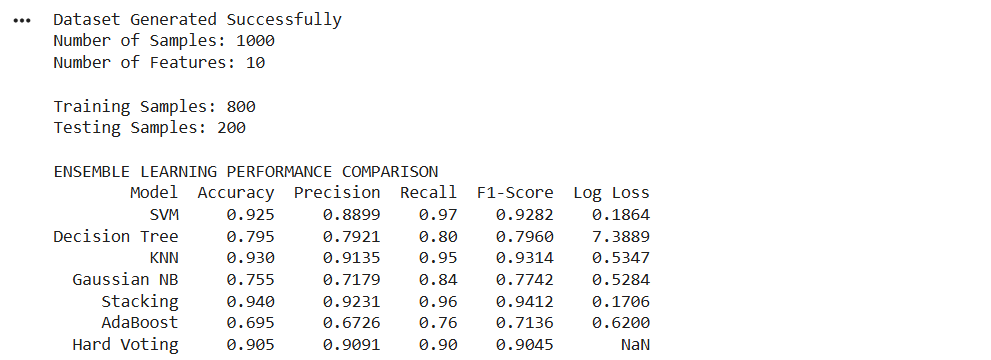 Dataset Generated Successfully
Number of Samples: 1000
Number of Features: 10
Training Samples: 800
Testing Samples: 200
ENSEMBLE LEARNING PERFORMANCE COMPARISON
Model Accuracy Precision Recall F1-Score Log Loss
SVM 0.925 0.8899 0.97 0.9282 0.1864
Decision Tree 0.795 0.7921 0.80 0.7960 7.3889
KNN 0.930 0.9135 0.95 0.9314 0.5347
Gaussian NB 0.755 0.7179 0.84 0.7742 0.5284
Stacking 0.940 0.9231 0.96 0.9412 0.1706
AdaBoost 0.695 0.6726 0.76 0.7136 0.6200
Hard Voting 0.905 0.9091 0.90 0.9045 NaN